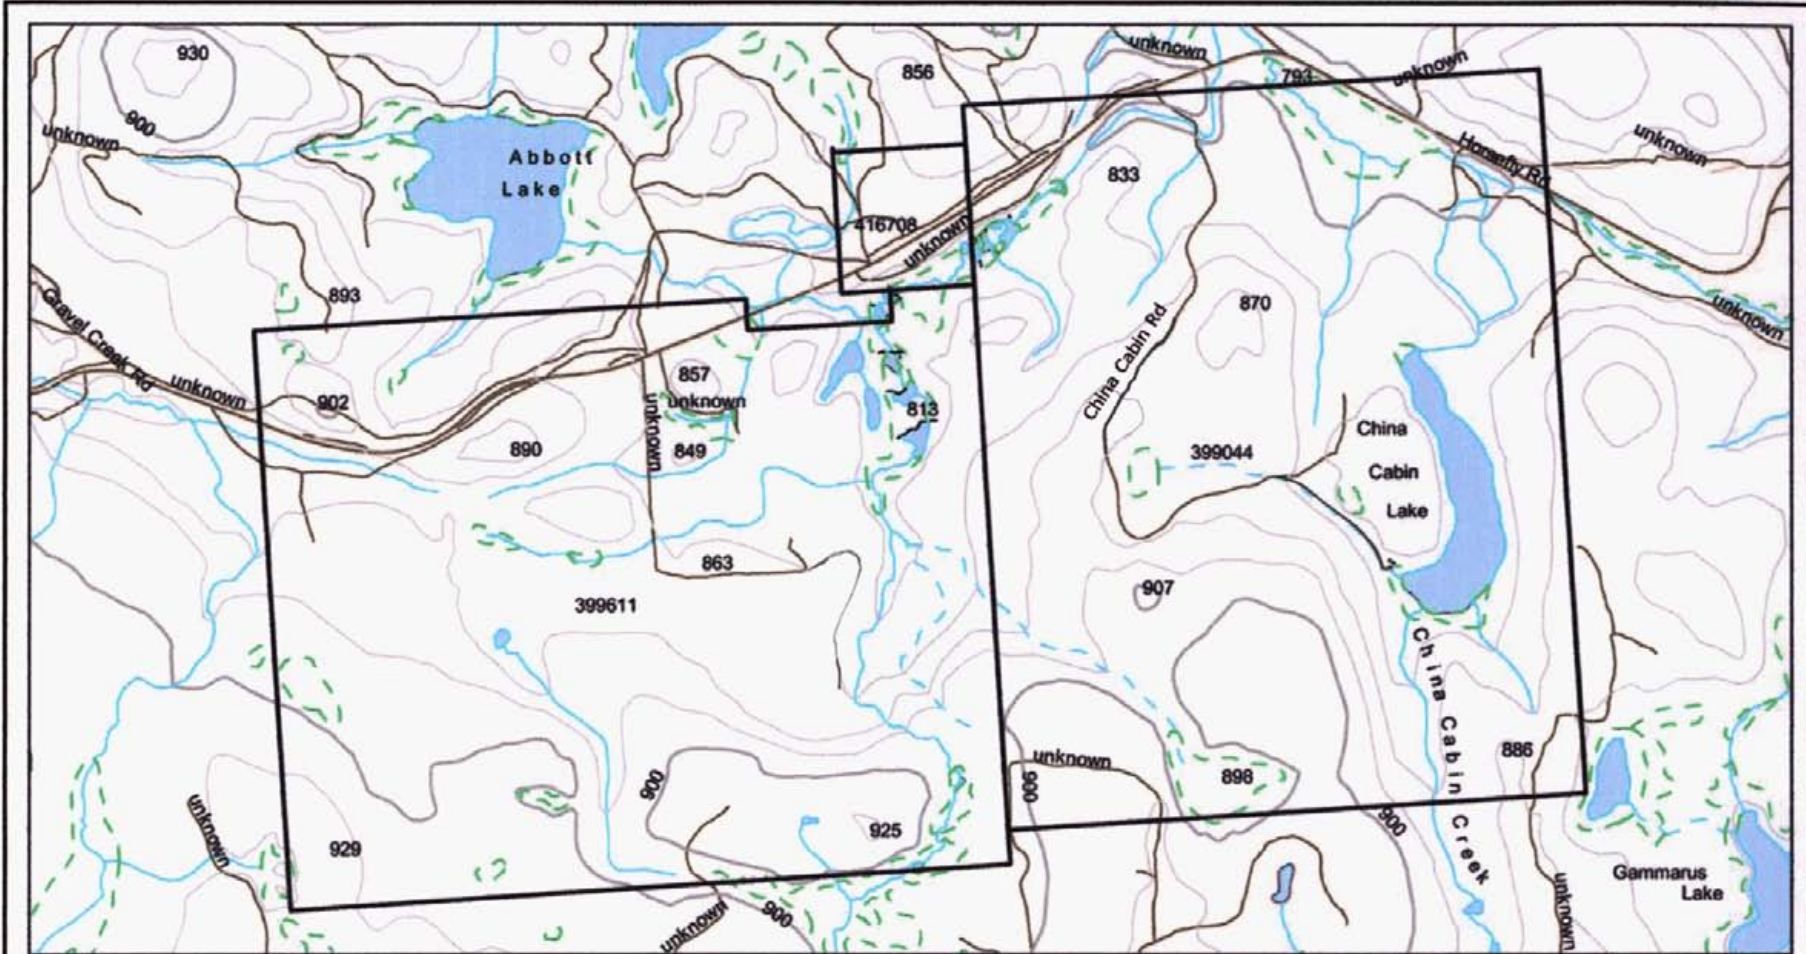 930
900
unknown
Abbott
Lake
856
unknown
793
unknown
unknown
Horsefly Rd
833
416708
unknown
893
Gravel Creek Rd
unknown
902
857
unknown
unknown
890
849
813
870
China Cabin Rd
399044
China
Cabin
Lake
unknown
863
399611
907
China Cabin Creek
886
unknown
898
900
900
900
925
929
unknown
unknown
900
Gammarus
Lake
unknown